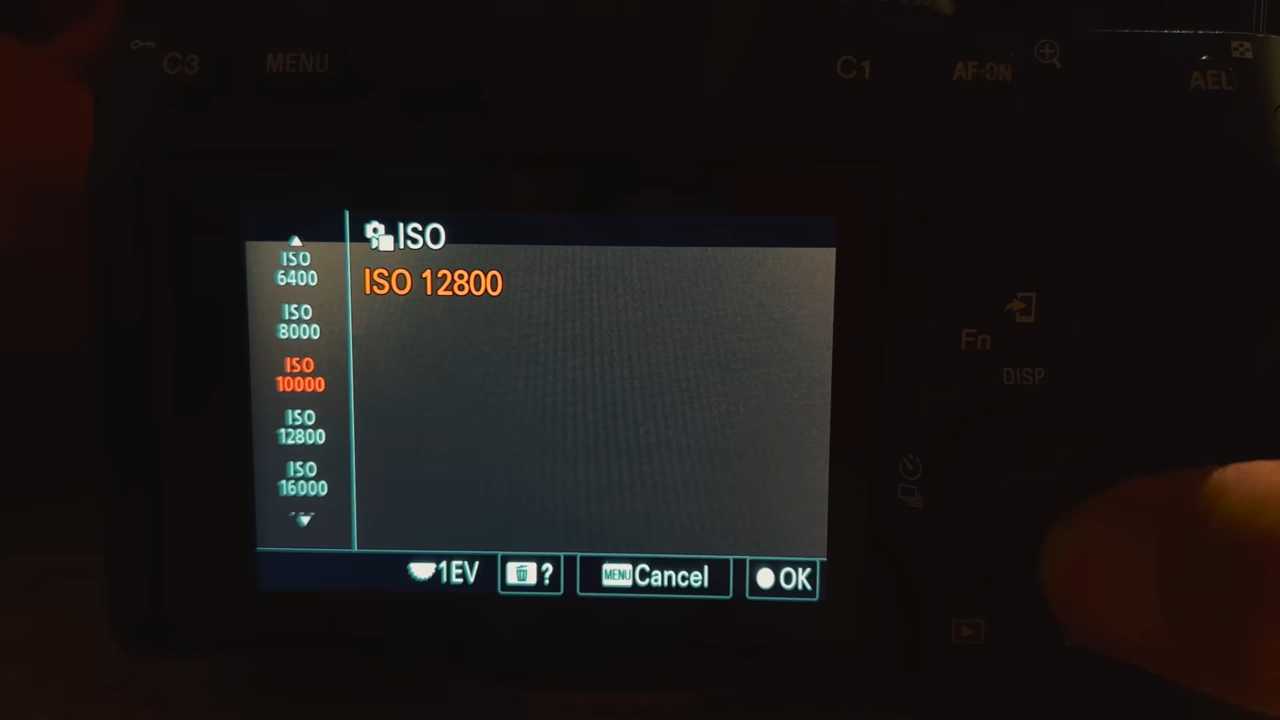 C3
MENU
C1
AF-ON
AEL
ISO
ISO 12800
ISO
6400
ISO
8000
ISO
10000
ISO
12800
ISO
16000
1EV
?
MENU Cancel
OK
Fn
DISP